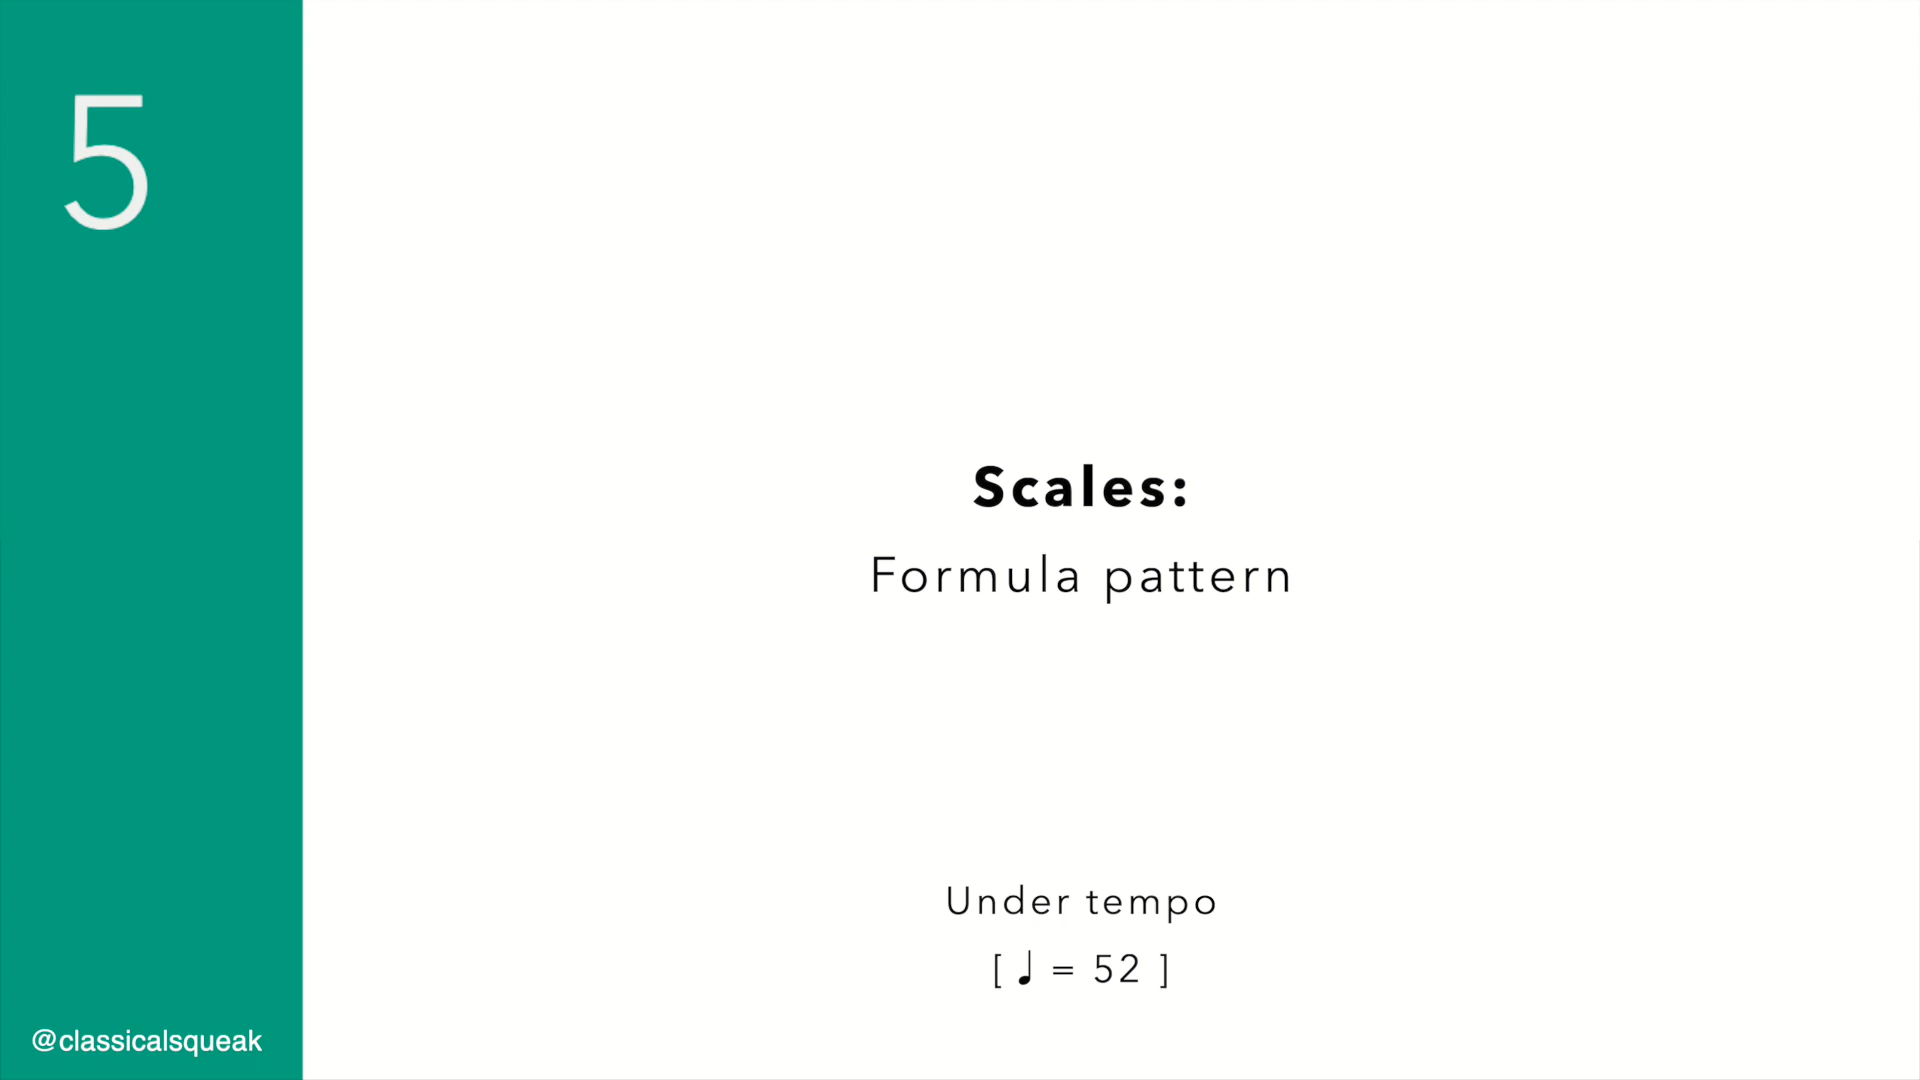 5
Scales:
Formula pattern
Under tempo
[ ♩ = 52 ]
@classicalsqueak